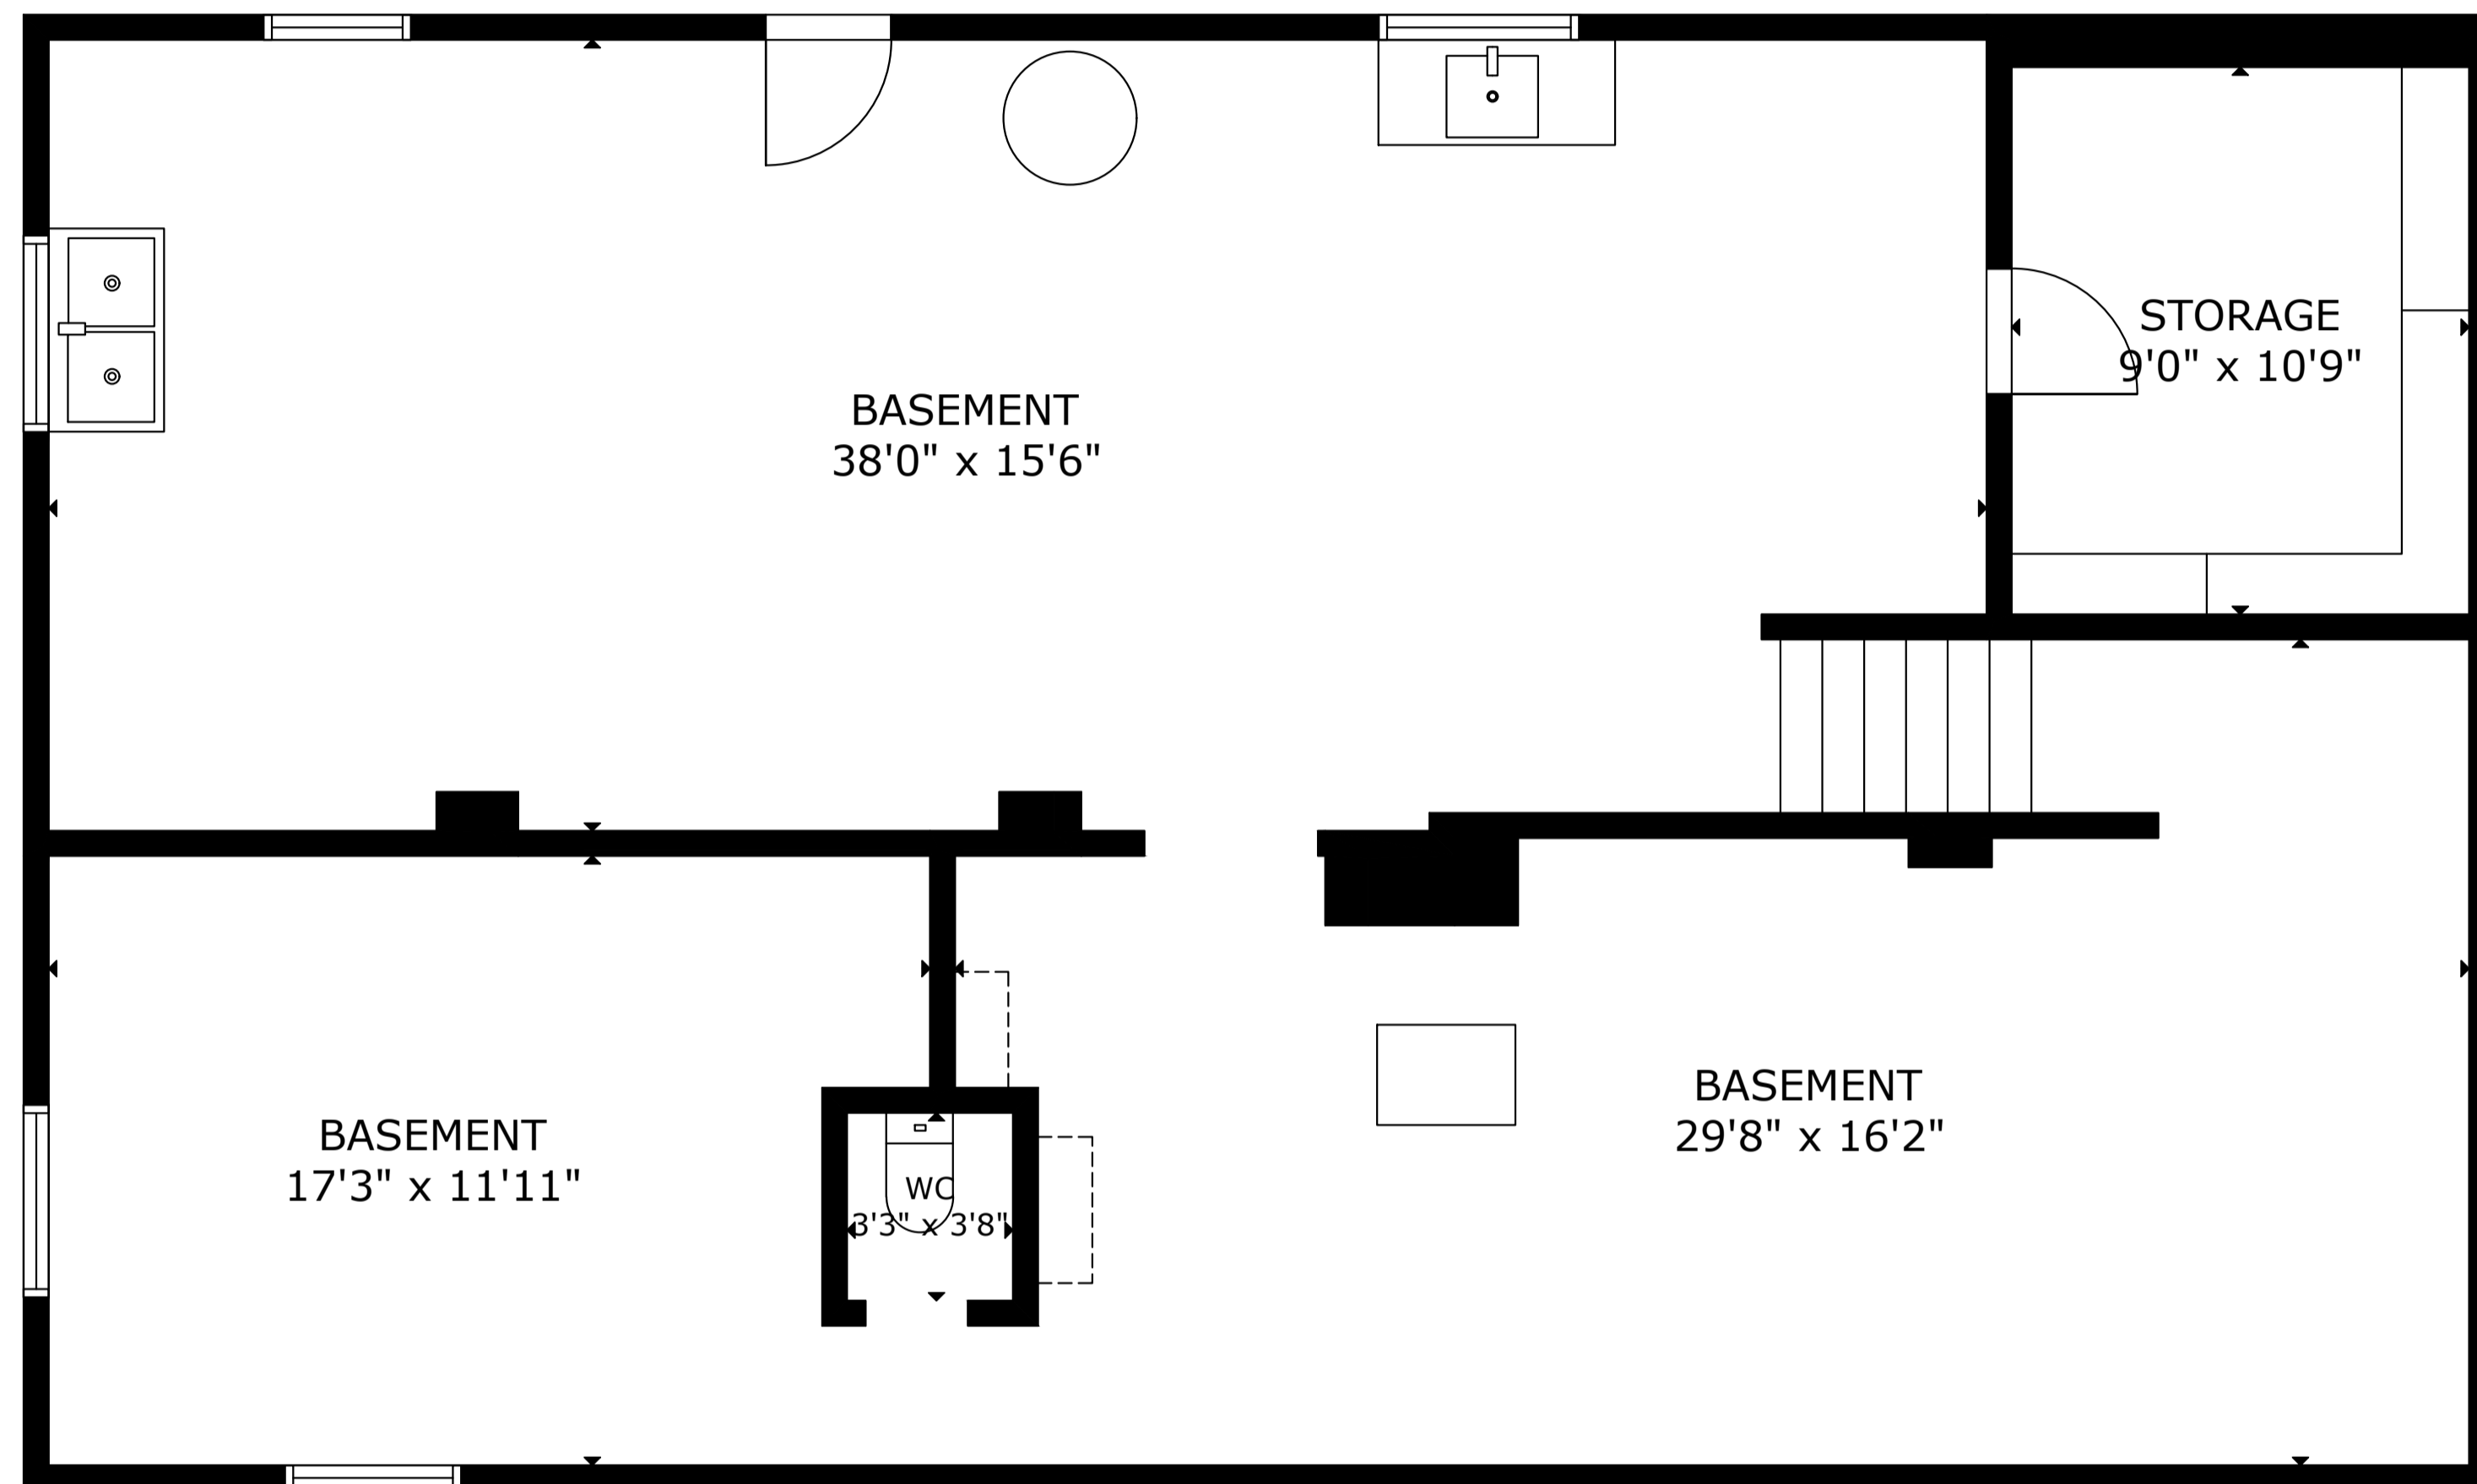 STORAGE
9'0" x 10'9"
BASEMENT
38'0" x 15'6"
BASEMENT
29'8" x 16'2"
BASEMENT
17'3" x 11'11"
WC
3'3" x 3'8"